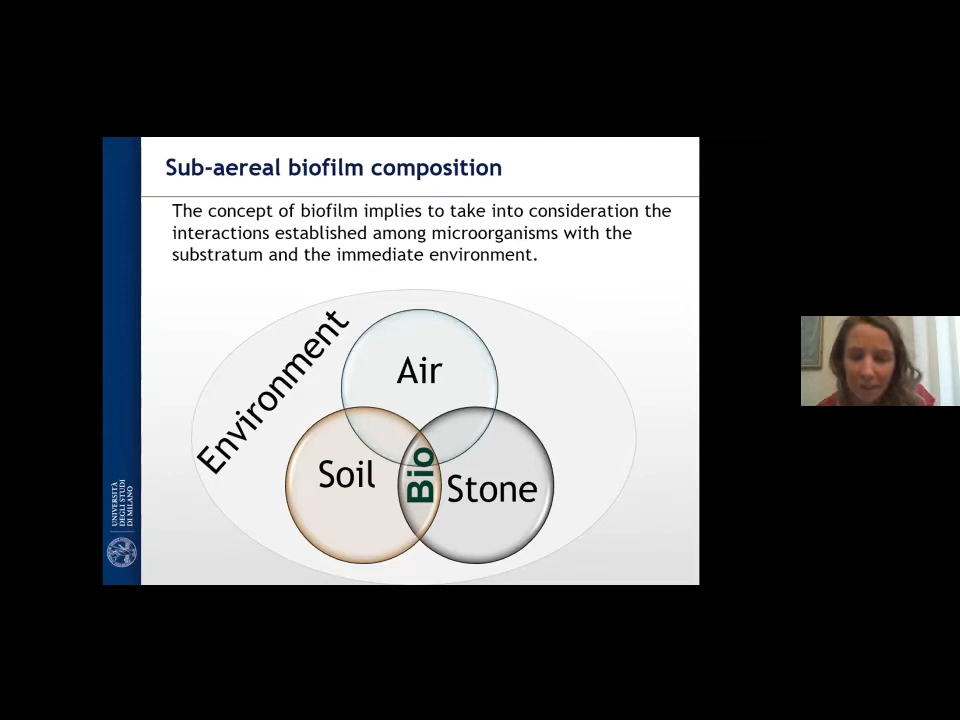 Sub-aereal biofilm composition
The concept of biofilm implies to take into consideration the
interactions established among microorganisms with the
substratum and the immediate environment.
Environment
Air
Soil
Bio
Stone
UNIVERSITÀ
DEGLI STUDI
DI MILANO